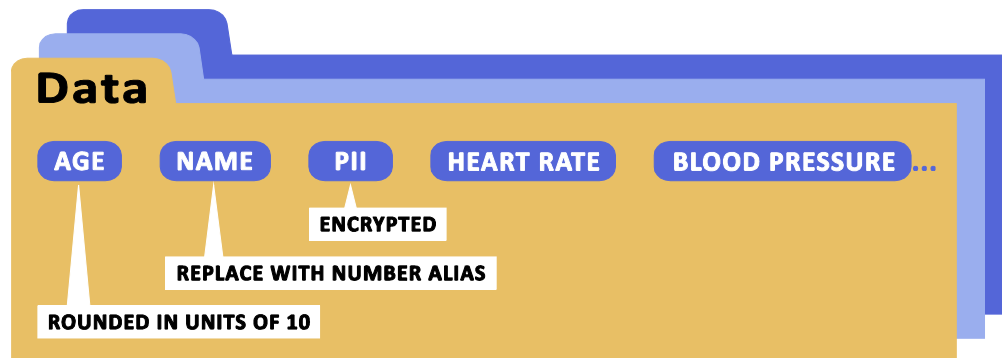 Data
AGE NAME PII HEART RATE BLOOD PRESSURE...
ENCRYPTED
REPLACE WITH NUMBER ALIAS
ROUNDED IN UNITS OF 10